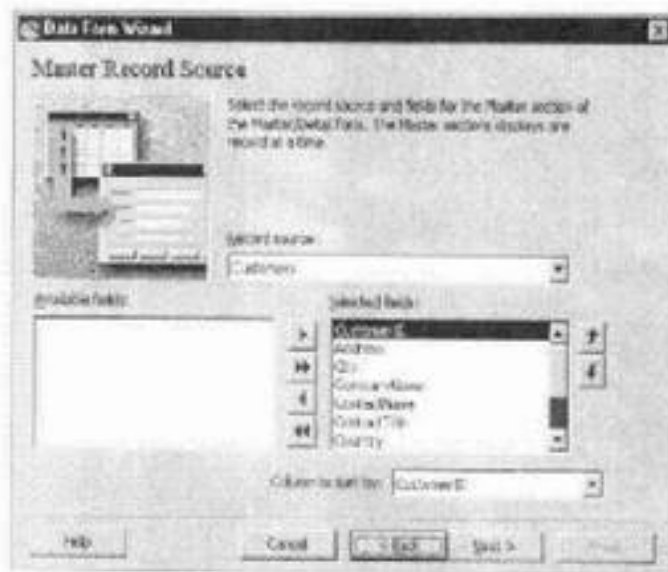 Data Form Wizard
Master Record Source
Select the record source and fields for the Master section of
the Master/Detail form. The Master sections displays are
record at a time.
Record source:
Customers
Available fields:
Selected fields:
CustomerID
Address
City
CompanyName
ContactName
ContactTitle
Country
Column to sort by:
CustomerID
Help
Cancel
< Back
Next >